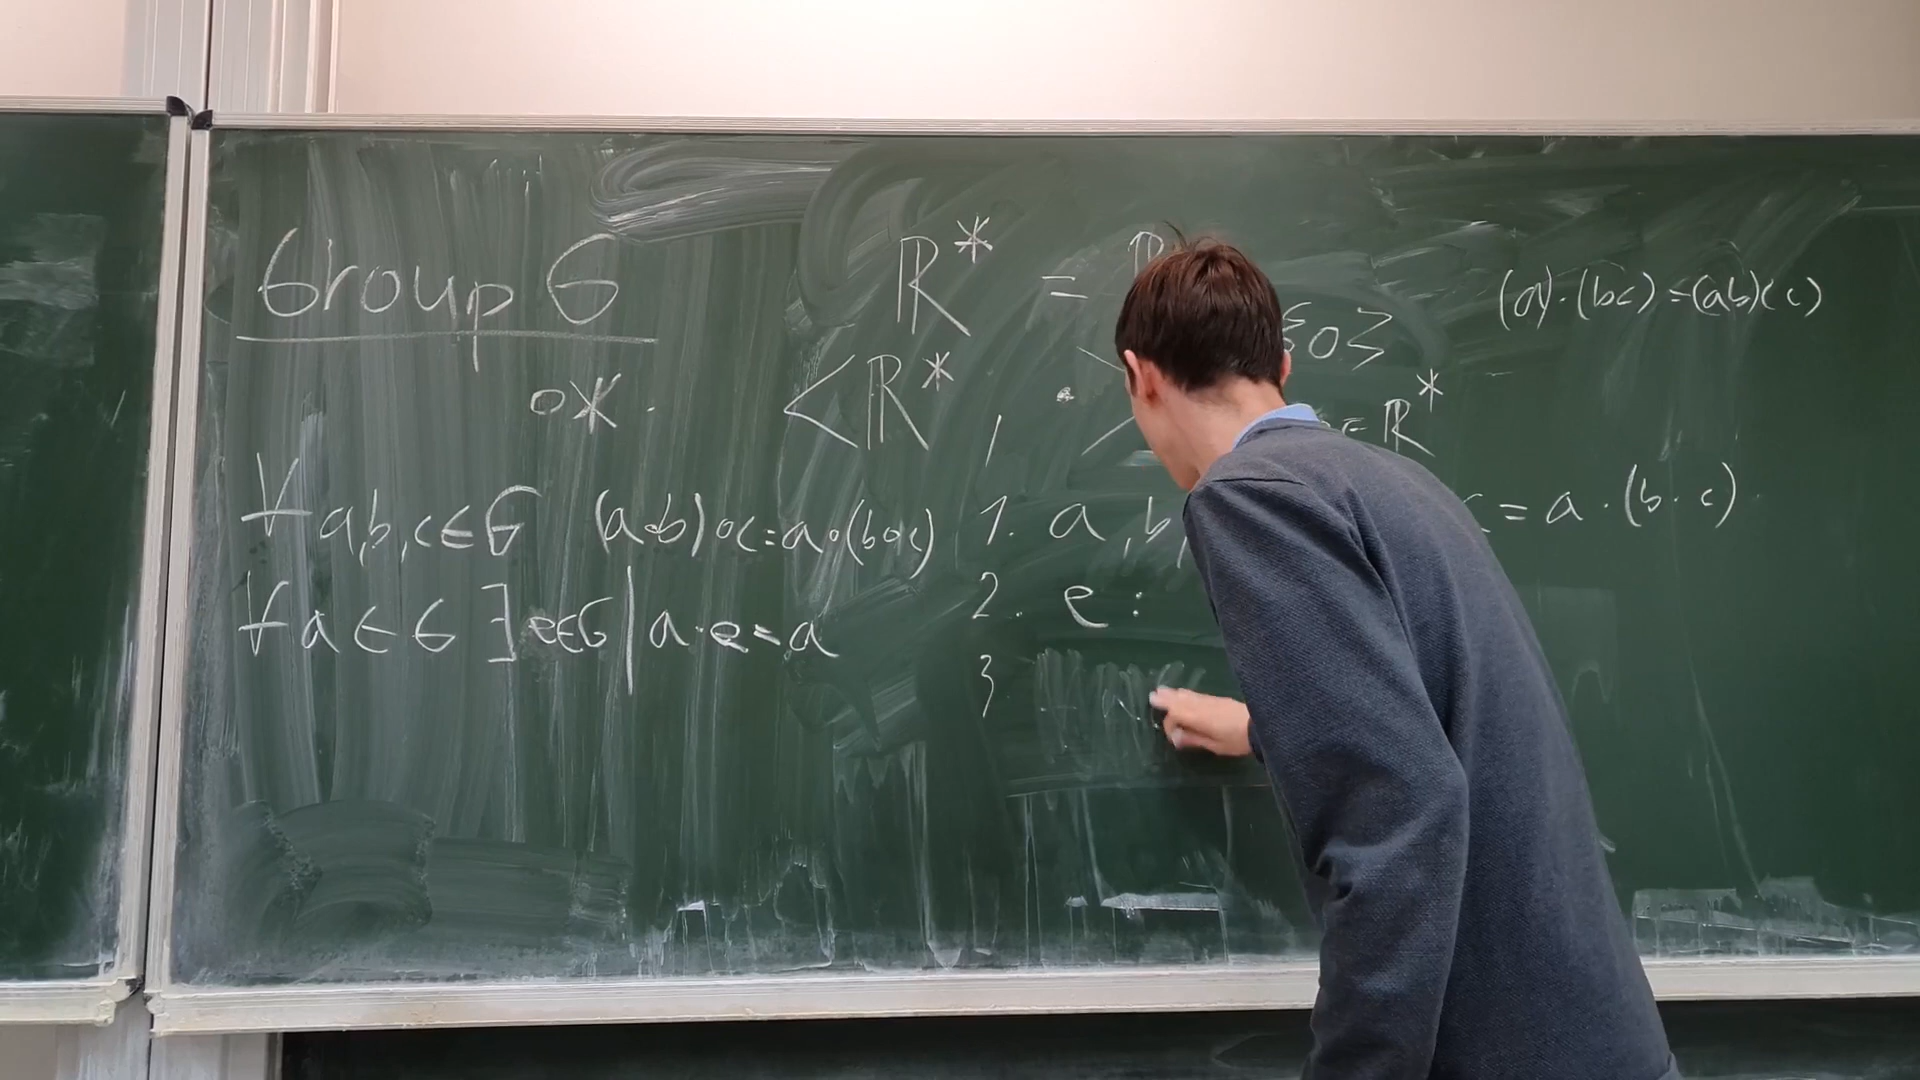 Group G
∘ * ·
∀ a,b,c ∈ G (a∘b)∘c=a∘(b∘c)
∀ a ∈ G ∃ e∈G | a·e=a
ℝ* = ℝ
{0}
<ℝ*, · >
= ℝ*
1. a, b, c = a · (b · c)
2. e :
3
(a)·(bc)=(ab)(c)